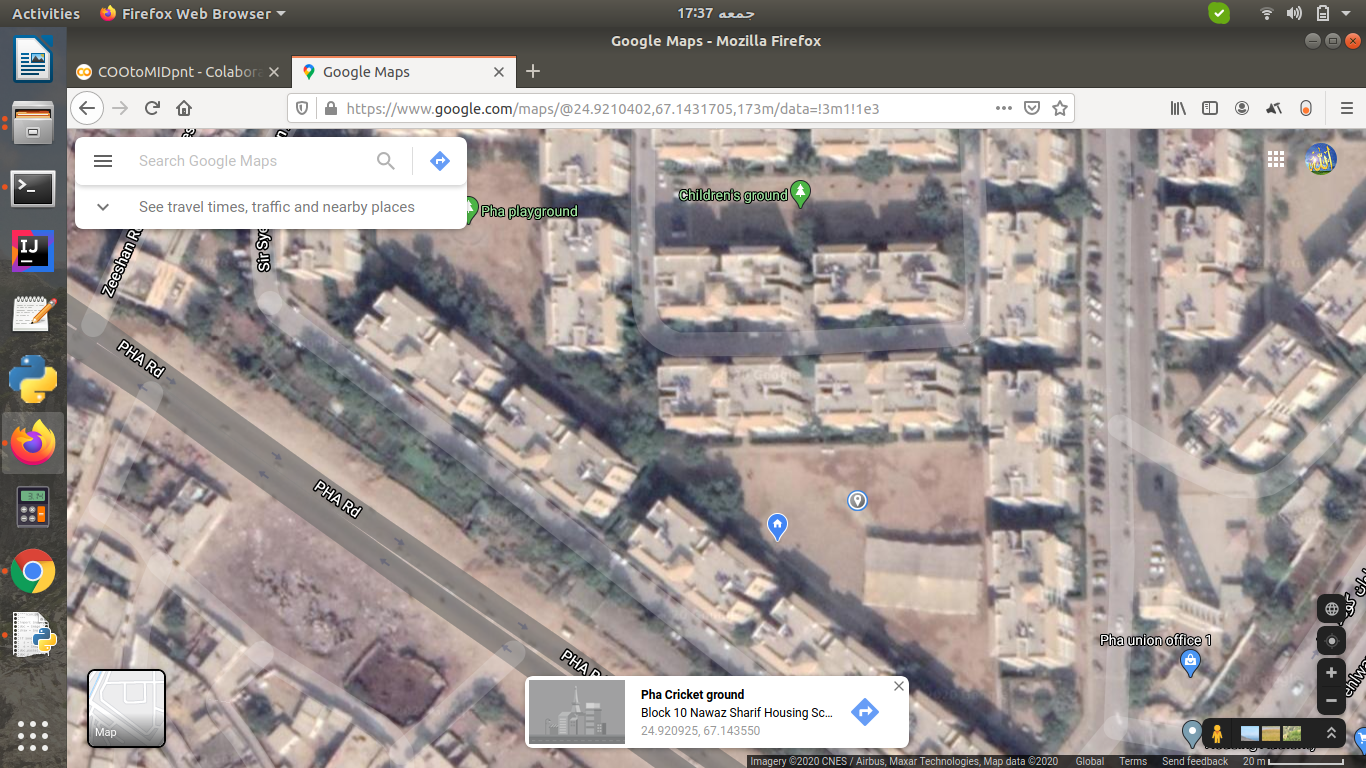 Activities
Firefox Web Browser
جمعه 17:37
Google Maps - Mozilla Firefox
COOtoMIDpnt - Colabora
Google Maps
https://www.google.com/maps/@24.9210402,67.1431705,173m/data=!3m1!1e3
Search Google Maps
See travel times, traffic and nearby places
Children's ground
Pha playground
Zeeshan R
Sir Sye
PHA Rd
PHA Rd
PHA R
Pha union office 1
Map
Pha Cricket ground
Block 10 Nawaz Sharif Housing Sc...
24.920925, 67.143550
Imagery ©2020 CNES / Airbus, Maxar Technologies, Map data ©2020
Global
Terms
Send feedback
20 m